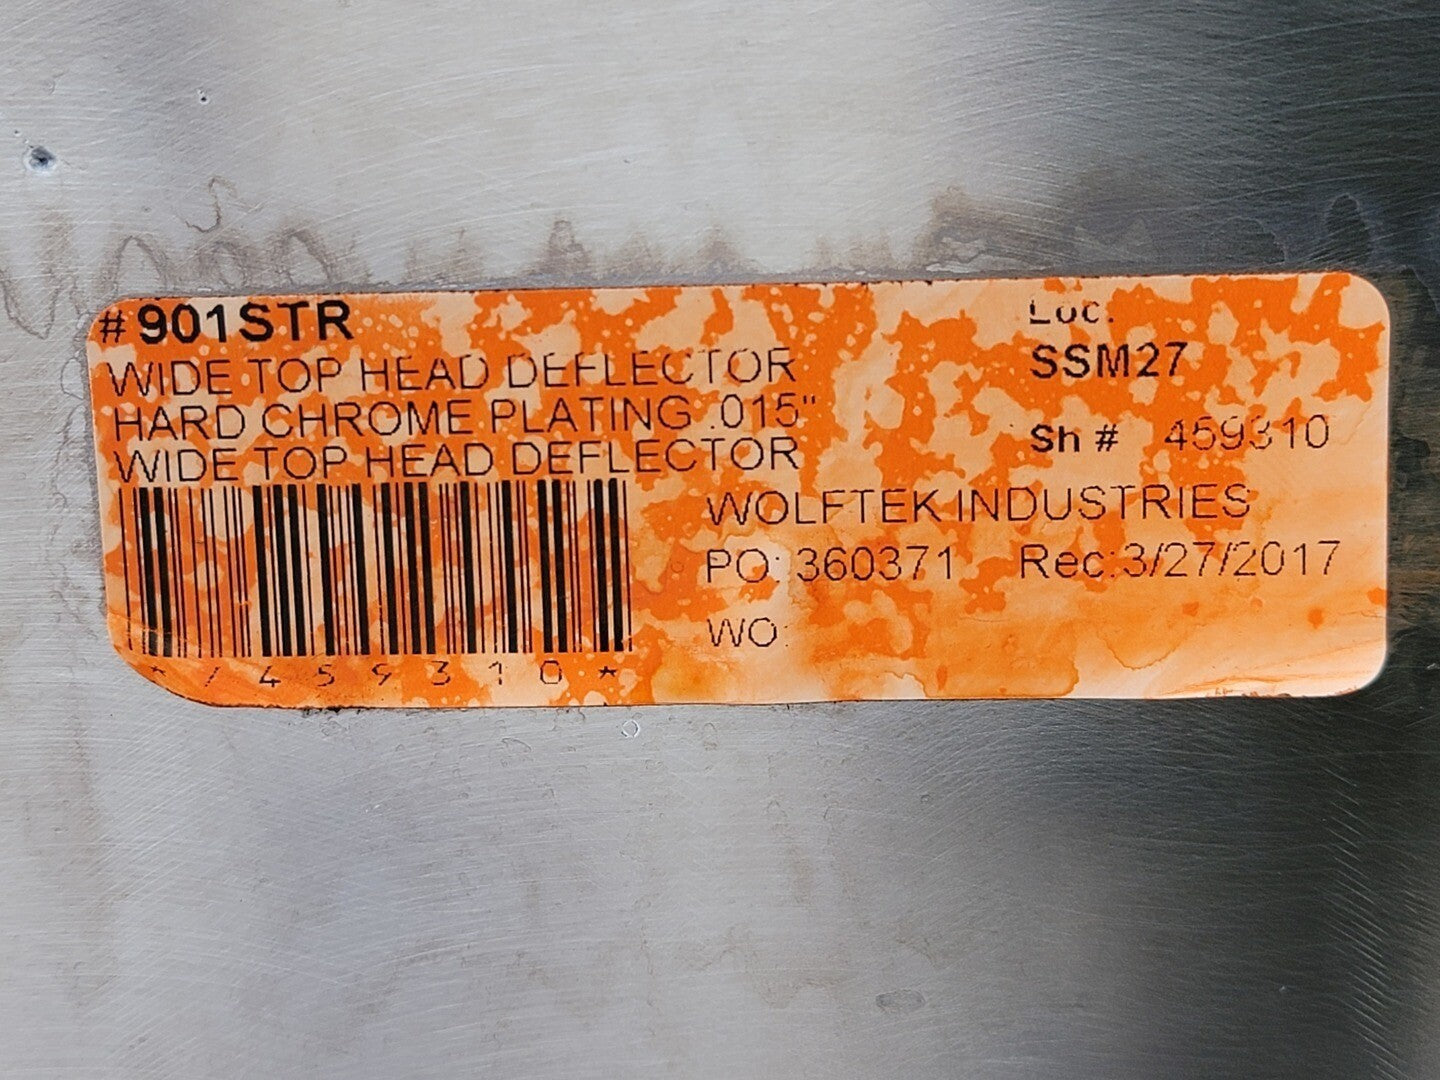 #901STR
WIDE TOP HEAD DEFLECTOR
HARD CHROME PLATING .015"
WIDE TOP HEAD DEFLECTOR
*/459310*
Loc.
SSM27
Sh # 459310
WOLFTEK INDUSTRIES
PO: 360371 Rec:3/27/2017
WO: